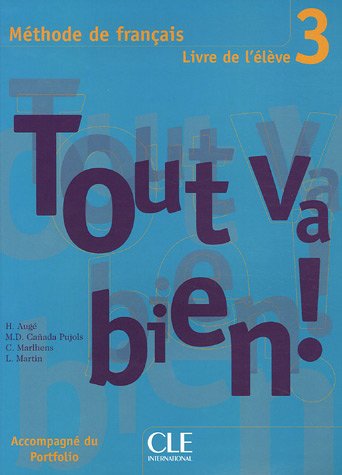 Méthode de français
Livre de l'élève 3
Tout va
bien!
H. Augé
M.D. Cañada Pujols
C. Marlhens
L. Martin
Accompagné du
Portfolio
CLE
INTERNATIONAL